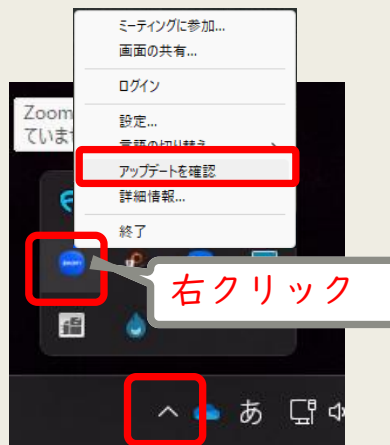 ミーティングに参加...
画面の共有...
ログイン
Zoom
ていま
設定...
言語の切り替え
アップデートを確認
詳細情報...
終了
zoom
右クリック
あ